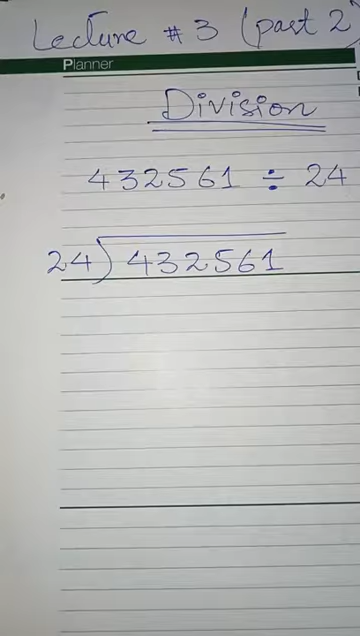 Lecture # 3 (part 2)
Planner
Division
432561 ÷ 24
24)432561